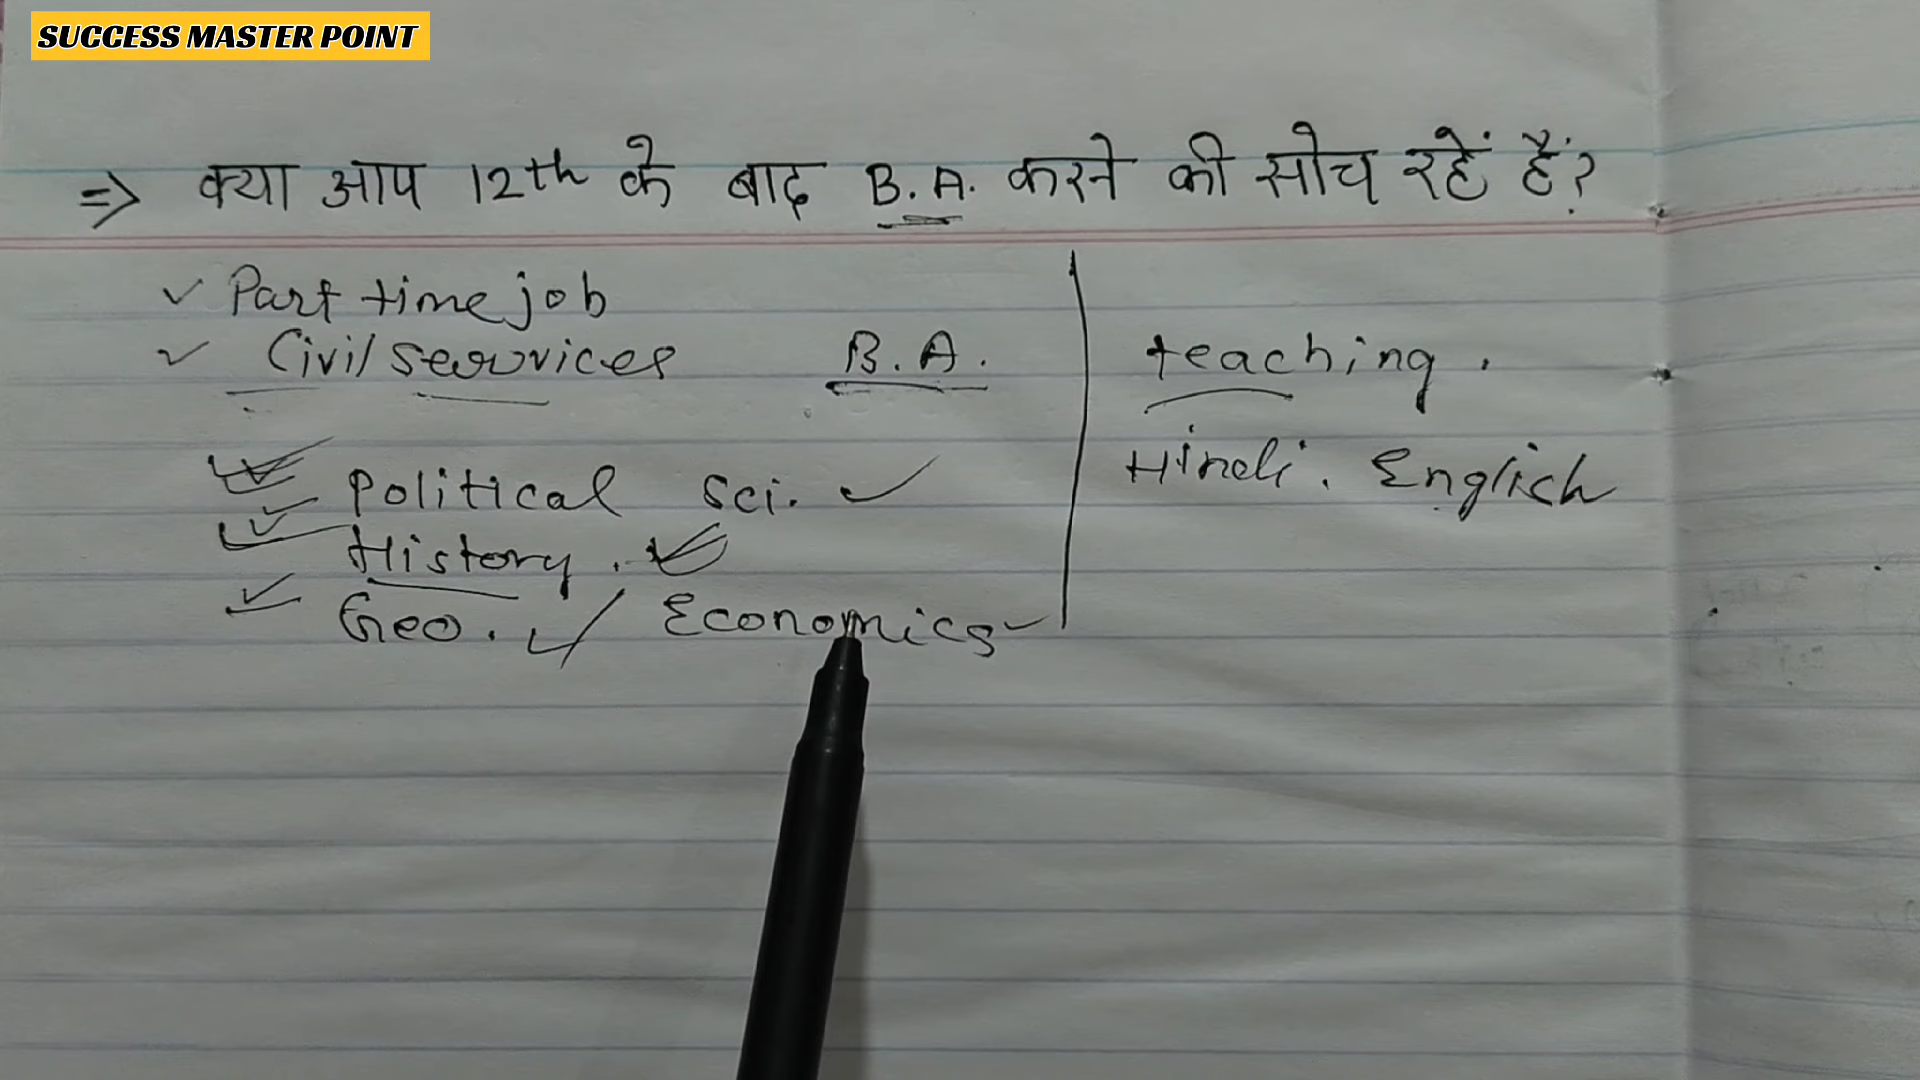 SUCCESS MASTER POINT
=> क्या आप 12th के बाद B.A. करने की सोच रहें हैं?
Part time job
Civil services B.A.
Political Sci.
History.
Geo. Economics
teaching.
Hindi. English